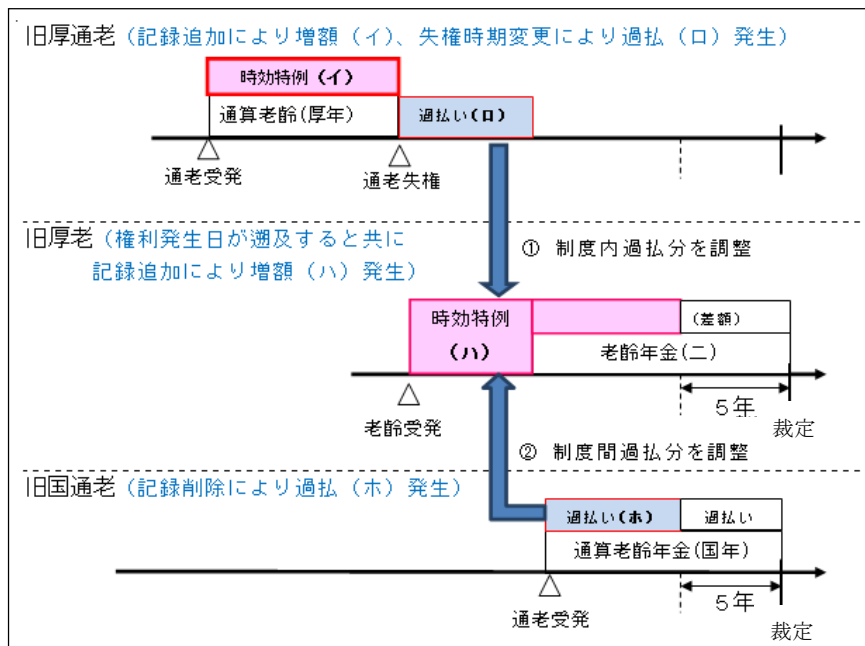 旧厚通老（記録追加により増額（イ）、失権時期変更により過払（ロ）発生）
時効特例（イ）
通算老齢(厚年)
過払い(ロ)
通老受発
通老失権
旧厚老（権利発生日が遡及すると共に
記録追加により増額（ハ）発生）
① 制度内過払分を調整
時効特例
（ハ）
（差額）
老齢年金(ニ)
老齢受発
５年
裁定
② 制度間過払分を調整
旧国通老（記録削除により過払（ホ）発生）
過払い(ホ)
過払い
通算老齢年金(国年)
通老受発
５年
裁定